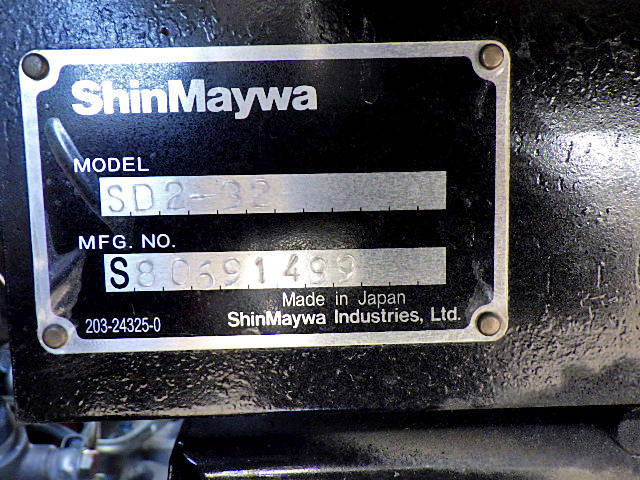 ShinMaywa
MODEL
SD2-32
MFG. NO.
S80691499
Made in Japan
203-24325-0
ShinMaywa Industries, Ltd.